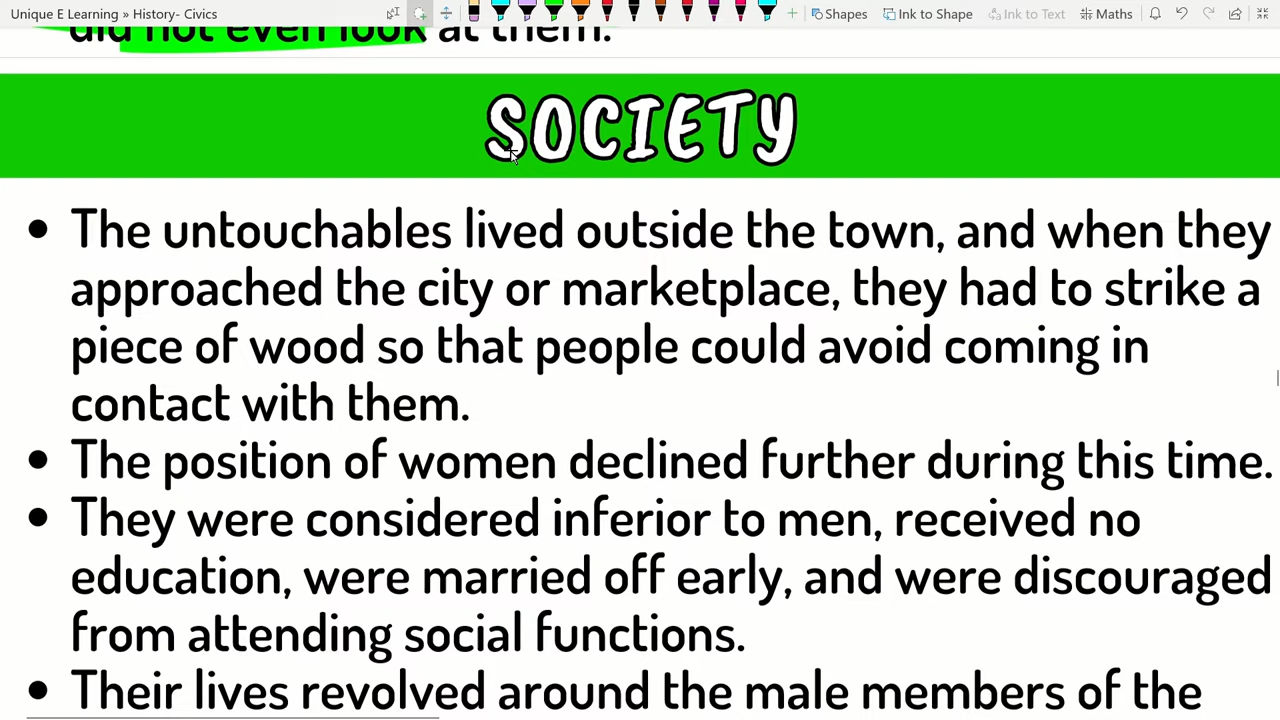 Unique E Learning » History- Civics
Shapes
Ink to Shape
Ink to Text
Maths
did not even look at them.
SOCIETY
• The untouchables lived outside the town, and when they
approached the city or marketplace, they had to strike a
piece of wood so that people could avoid coming in
contact with them.
• The position of women declined further during this time.
• They were considered inferior to men, received no
education, were married off early, and were discouraged
from attending social functions.
• Their lives revolved around the male members of the